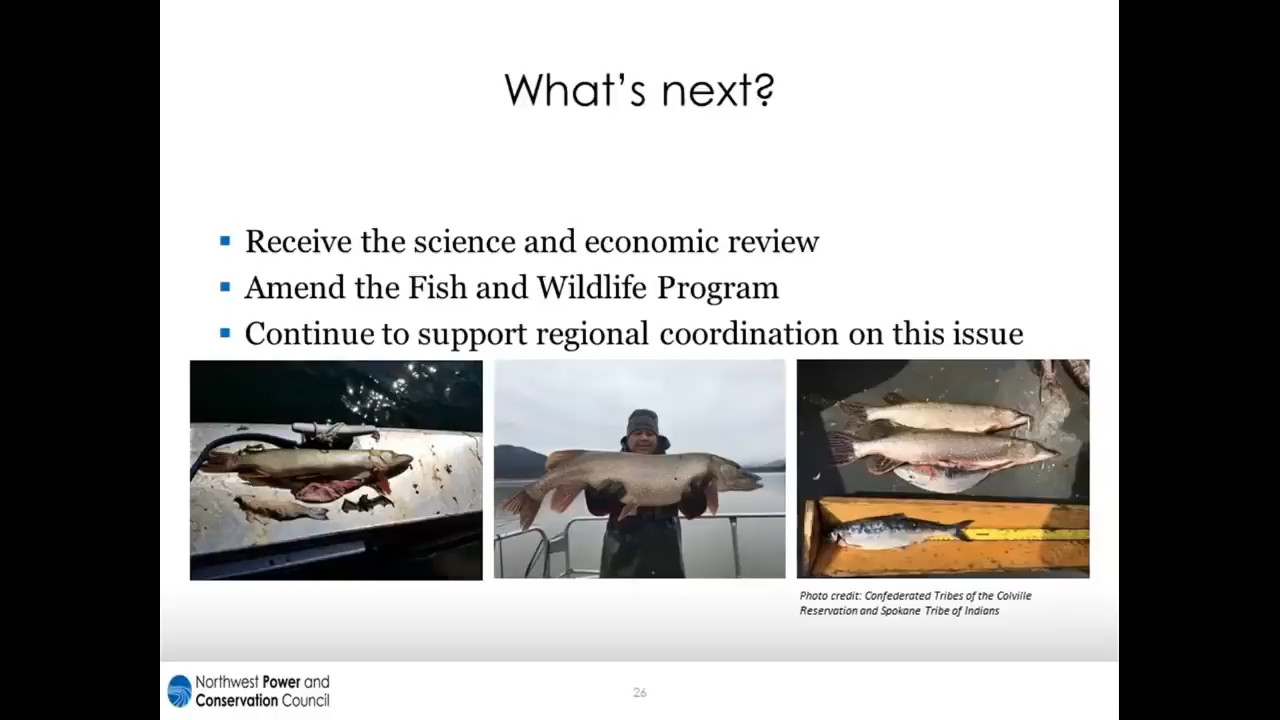 What's next?
Receive the science and economic review
Amend the Fish and Wildlife Program
Continue to support regional coordination on this issue
Photo credit: Confederated Tribes of the Colville
Reservation and Spokane Tribe of Indians
Northwest Power and
Conservation Council
26